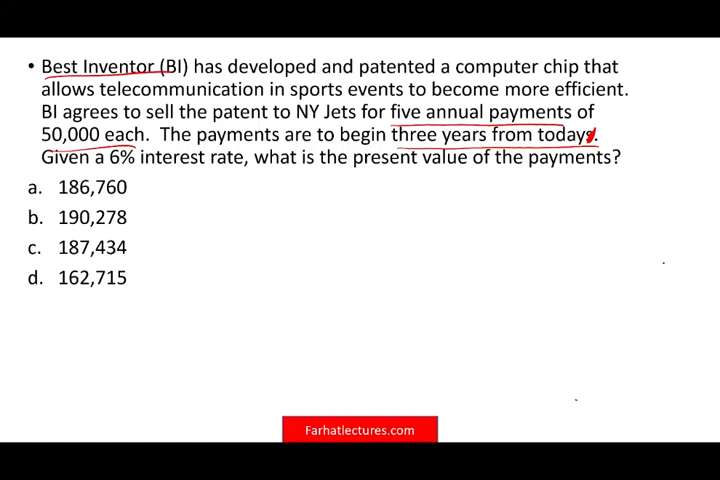 • Best Inventor (BI) has developed and patented a computer chip that
allows telecommunication in sports events to become more efficient.
BI agrees to sell the patent to NY Jets for five annual payments of
50,000 each.  The payments are to begin three years from todays.
Given a 6% interest rate, what is the present value of the payments?
a. 186,760
b. 190,278
c. 187,434
d. 162,715
Farhatlectures.com